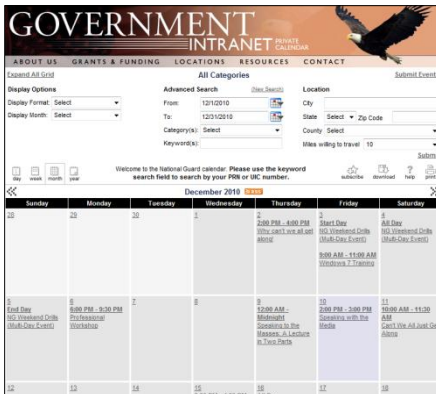 GOVERNMENT
INTRANET PRIVATE CALENDAR
ABOUT US GRANTS & FUNDING LOCATIONS RESOURCES CONTACT
Expand All Grid All Categories Submit Event
Display Options Advanced Search (New Search) Location
Display Format: Select From: 12/1/2010 City
Display Month: Select To: 12/31/2010 State Select Zip Code
Category(s): Select County Select
Keyword(s): Miles willing to travel 10
Subm
day week month year
Welcome to the National Guard calendar. Please use the keyword
search field to search by your PRN or UIC number.
subscribe download help print
December 2010 RSS
Sunday Monday Tuesday Wednesday Thursday Friday Saturday
28 29 30 1 2 3 4
2:00 PM - 4:00 PM
Why can't we all get
along!
Start Day
NG Weekend Drills
(Multi-Day Event)
9:00 AM - 11:00 AM
Windows 7 Training
All Day
NG Weekend Drills
(Multi-Day Event)
5 6 7 8 9 10 11
End Day
NG Weekend Drills
(Multi-Day Event)
6:00 PM - 8:30 PM
Professional
Workshop
12:00 AM -
Midnight
Speaking to the
Masses, A Lecture
in Two Parts
2:00 PM - 3:00 PM
Speaking with the
Media
10:00 AM - 11:30
AM
Can't We All Just Ge
Along
12 13 14 15 16 17 18